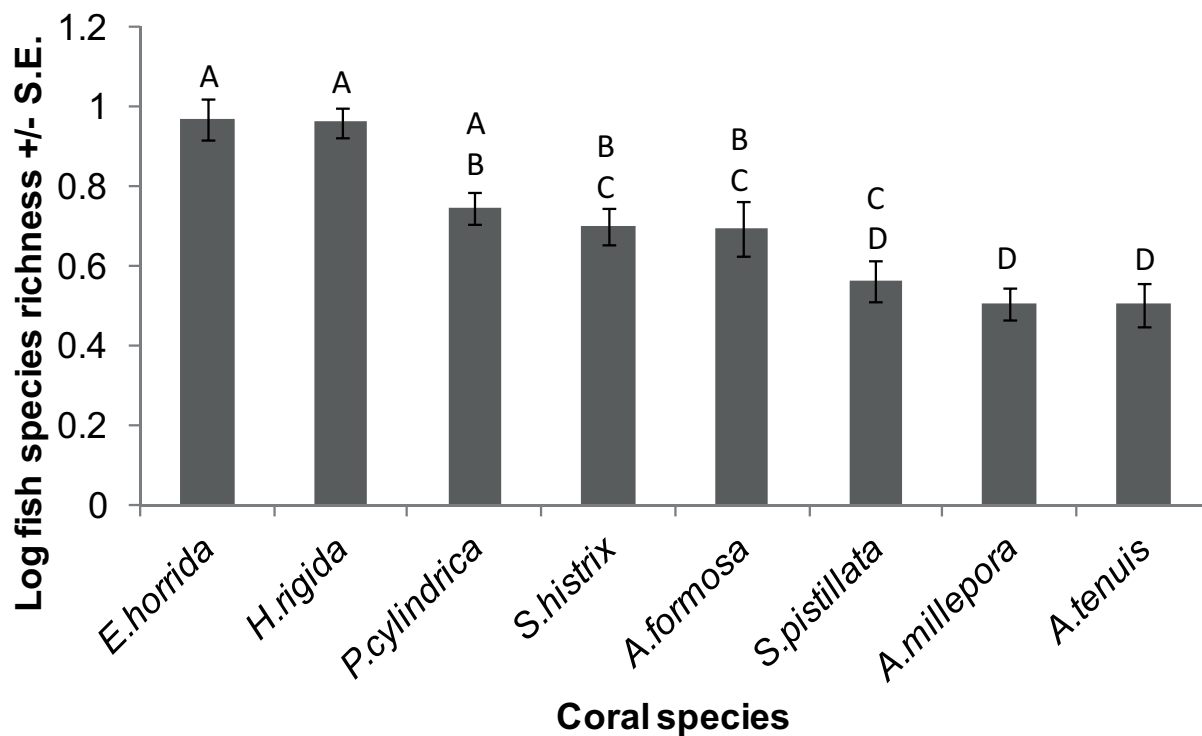 Log fish species richness +/- S.E.
1.2
1
0.8
0.6
0.4
0.2
0
A
A
A
B
B
C
B
C
C
D
D
D
E.horrida
H.rigida
P.cylindrica
S.histrix
A.formosa
S.pistillata
A.millepora
A.tenuis
Coral species